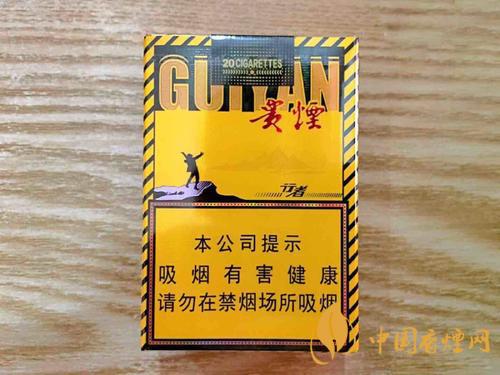 20 CIGARETTES
GUIYAN
貴煙
行者
本公司提示
吸烟有害健康
请勿在禁烟场所吸烟
中国香煙网